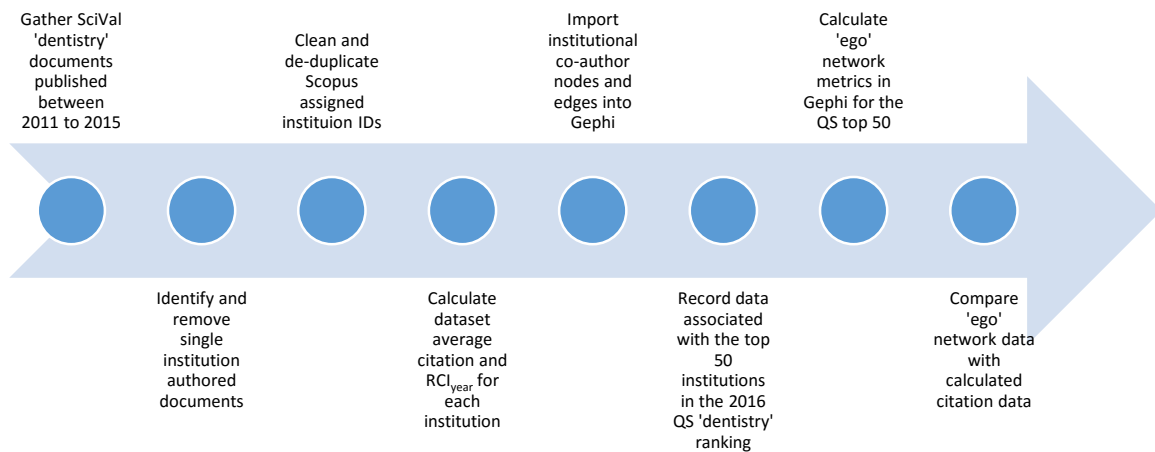 Gather SciVal
'dentistry'
documents
published
between
2011 to 2015
Identify and
remove
single
institution
authored
documents
Clean and
de-duplicate
Scopus
assigned
instituion IDs
Calculate
dataset
average
citation and
RCIyear for
each
institution
Import
institutional
co-author
nodes and
edges into
Gephi
Record data
associated
with the top
50
institutions
in the 2016
QS 'dentistry'
ranking
Calculate
'ego'
network
metrics in
Gephi for the
QS top 50
Compare
'ego'
network data
with
calculated
citation data